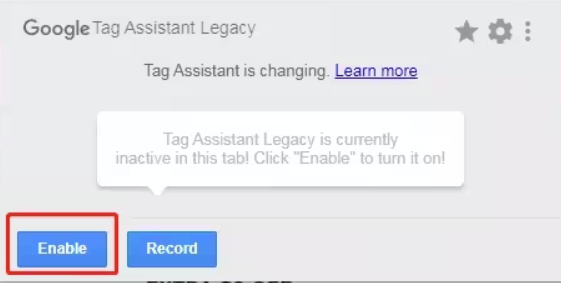 Google Tag Assistant Legacy
Tag Assistant is changing. Learn more
Tag Assistant Legacy is currently
inactive in this tab! Click "Enable" to turn it on!
Enable
Record